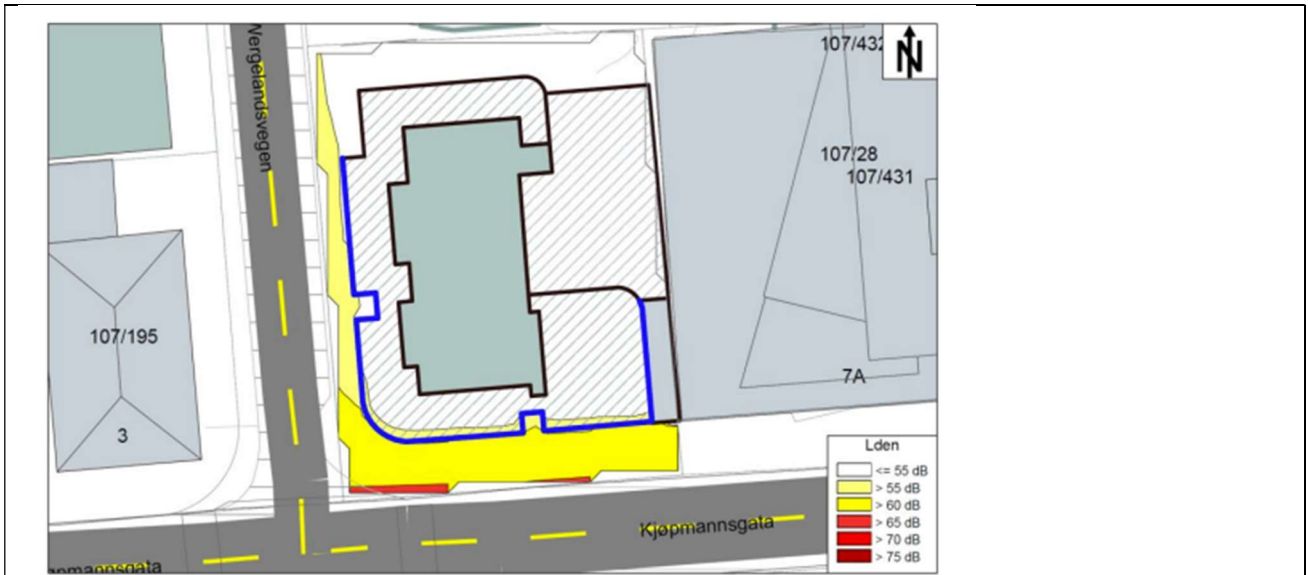 Wergelandsvegen
107/432
N
107/28
107/431
107/195
7A
3
Lden
<= 55 dB
> 55 dB
> 60 dB
> 65 dB
> 70 dB
> 75 dB
Kjøpmannsgata